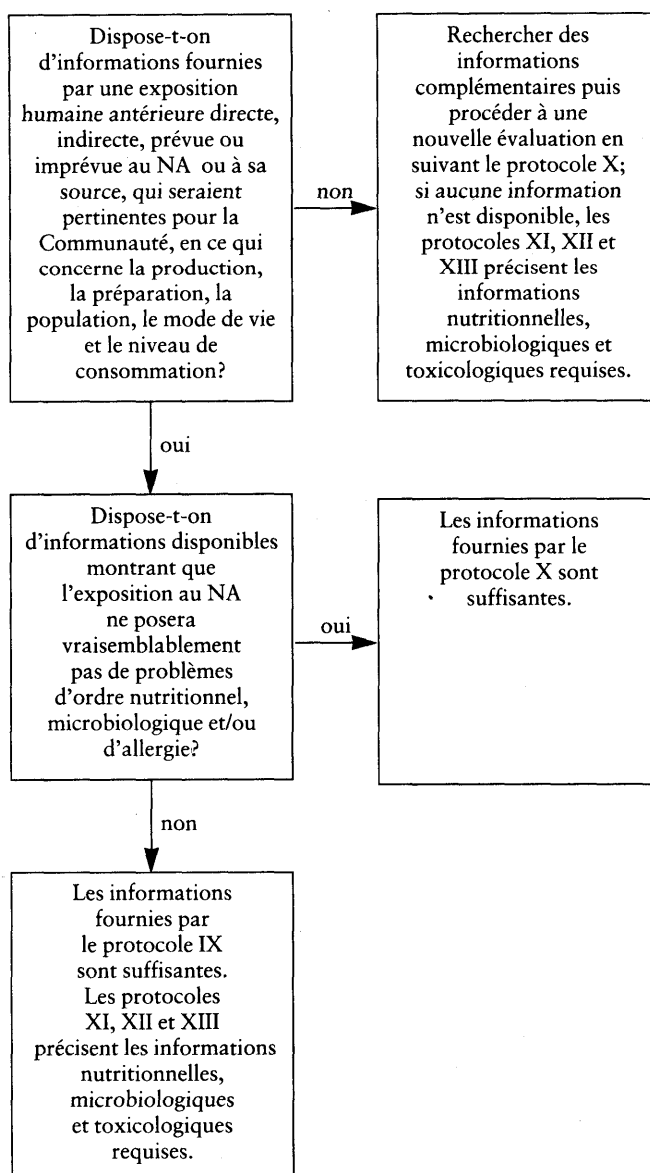 Dispose-t-on
d'informations fournies
par une exposition
humaine antérieure directe,
indirecte, prévue ou
imprévue au NA ou à sa
source, qui seraient
pertinentes pour la
Communauté, en ce qui
concerne la production,
la préparation, la
population, le mode de vie
et le niveau de
consommation?
non
Rechercher des
informations
complémentaires puis
procéder à une
nouvelle évaluation en
suivant le protocole X;
si aucune information
n'est disponible, les
protocoles XI, XII et
XIII précisent les
informations
nutritionnelles,
microbiologiques et
toxicologiques requises.
oui
Dispose-t-on
d'informations disponibles
montrant que
l'exposition au NA
ne posera
vraisemblablement
pas de problèmes
d'ordre nutritionnel,
microbiologique et/ou
d'allergie?
oui
Les informations
fournies par le
protocole X sont
suffisantes.
non
Les informations
fournies par
le protocole IX
sont suffisantes.
Les protocoles
XI, XII et XIII
précisent les informations
nutritionnelles,
microbiologiques
et toxicologiques
requises.